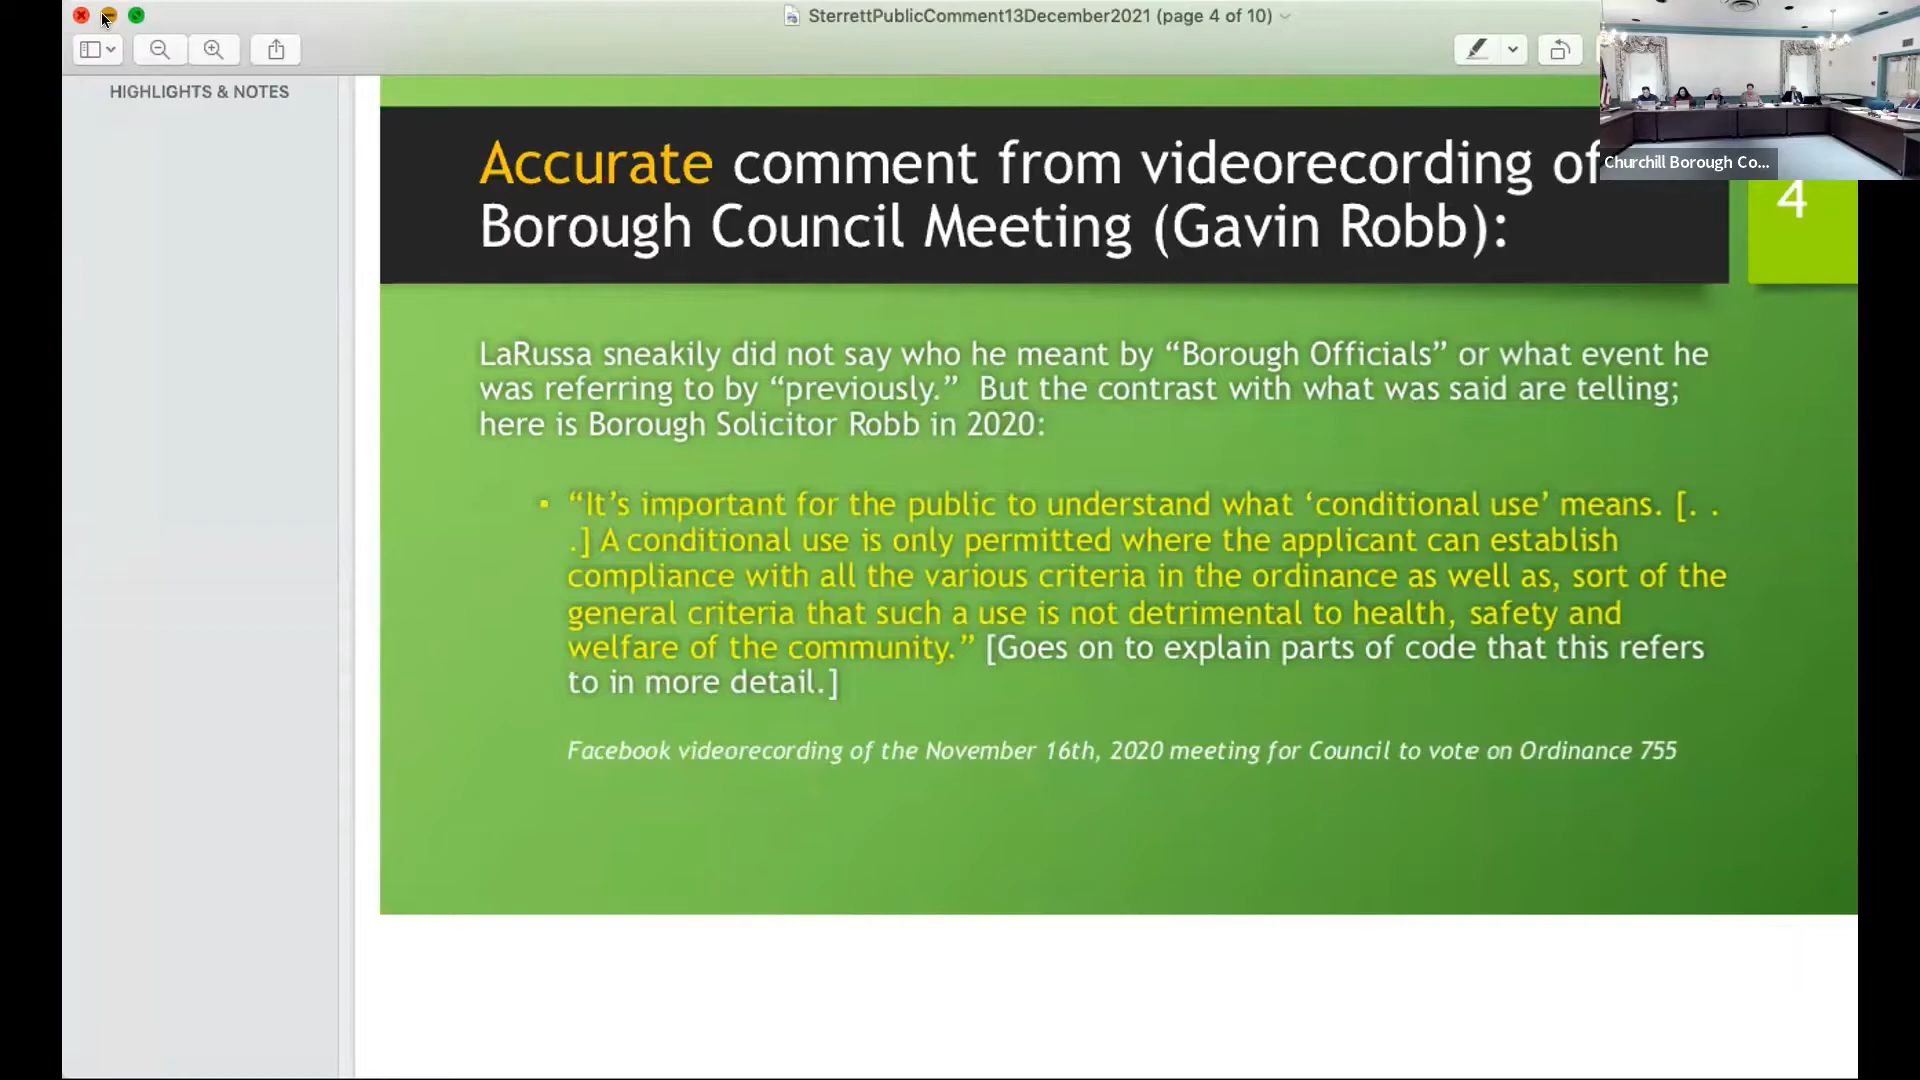 SterrettPublicComment13December2021 (page 4 of 10)
HIGHLIGHTS & NOTES
Churchill Borough Co...
Accurate comment from videorecording of
Borough Council Meeting (Gavin Robb):
4
LaRussa sneakily did not say who he meant by “Borough Officials” or what event he
was referring to by “previously.”  But the contrast with what was said are telling;
here is Borough Solicitor Robb in 2020:
▪ “It’s important for the public to understand what ‘conditional use’ means. [. .
.] A conditional use is only permitted where the applicant can establish
compliance with all the various criteria in the ordinance as well as, sort of the
general criteria that such a use is not detrimental to health, safety and
welfare of the community.” [Goes on to explain parts of code that this refers
to in more detail.]
Facebook videorecording of the November 16th, 2020 meeting for Council to vote on Ordinance 755